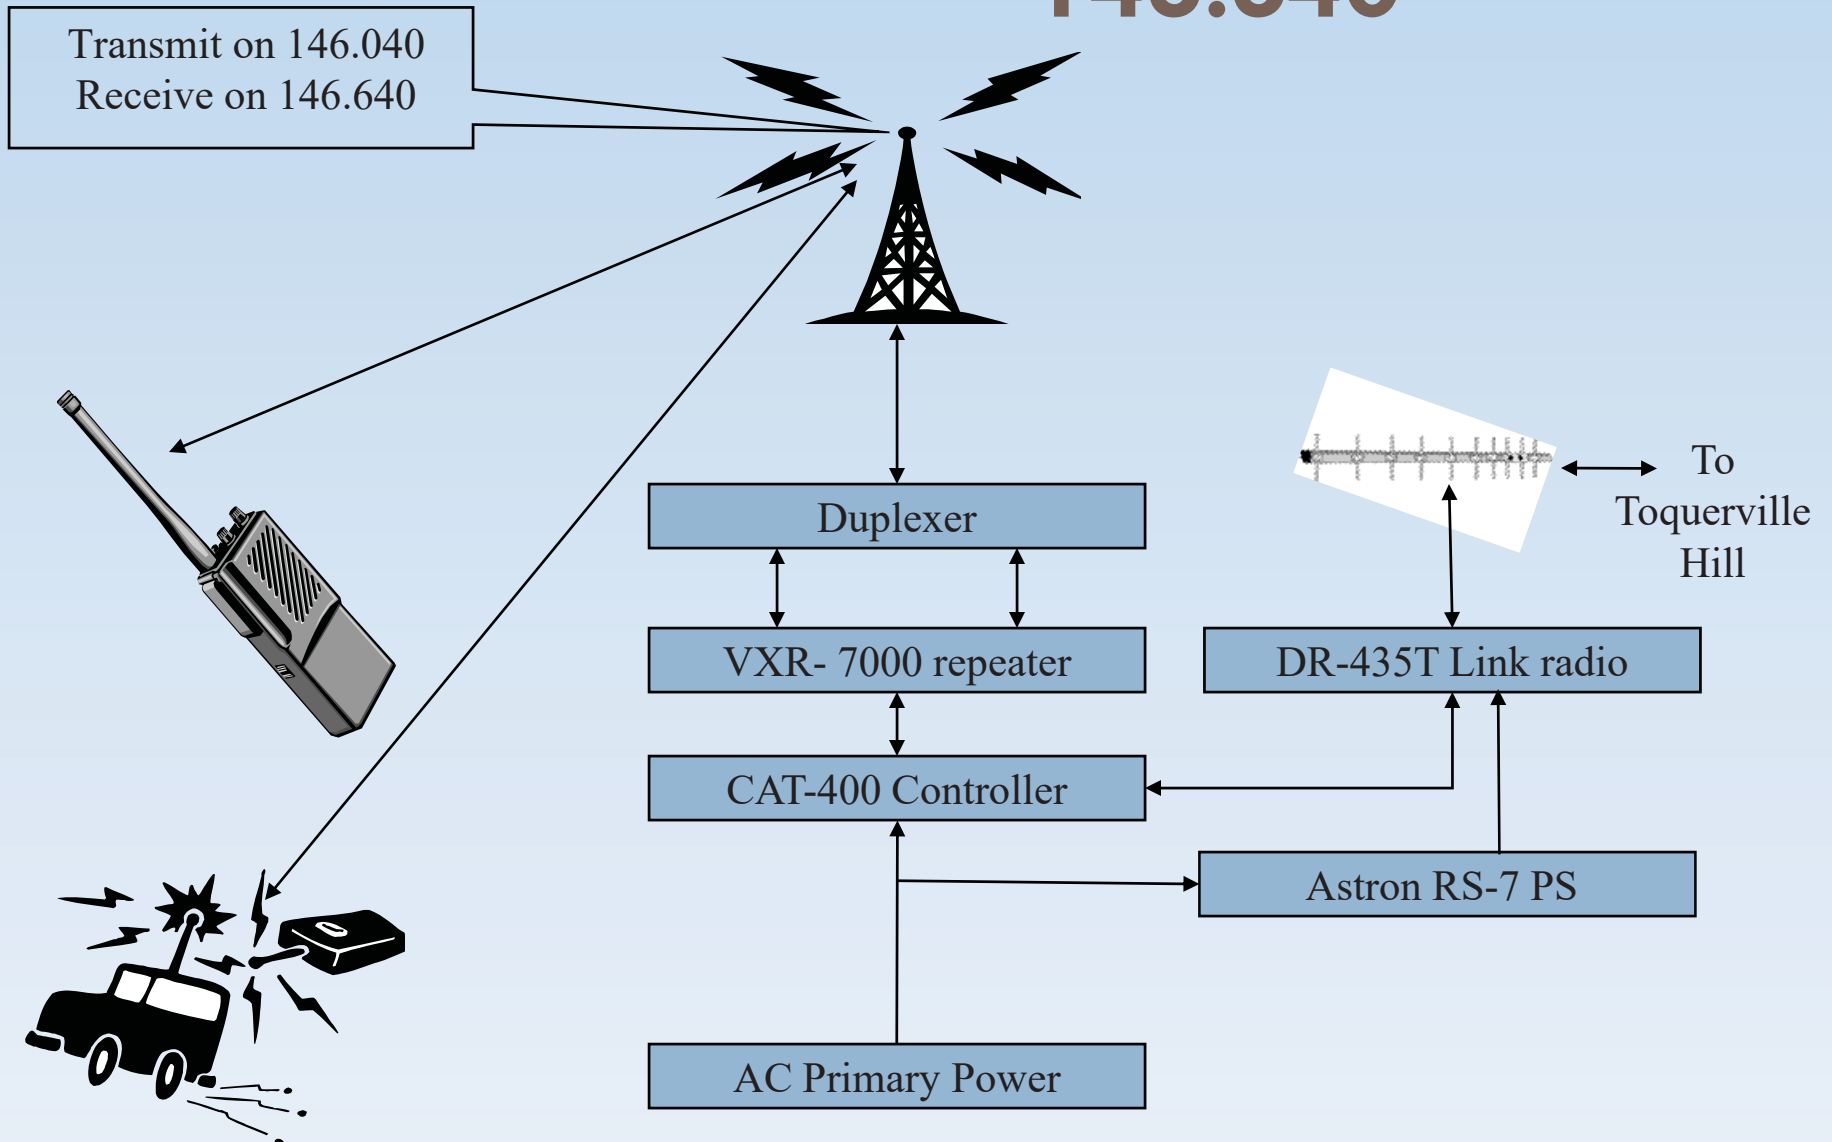 Transmit on 146.040
Receive on 146.640
Duplexer
To
Toquerville
Hill
VXR- 7000 repeater
DR-435T Link radio
CAT-400 Controller
Astron RS-7 PS
AC Primary Power